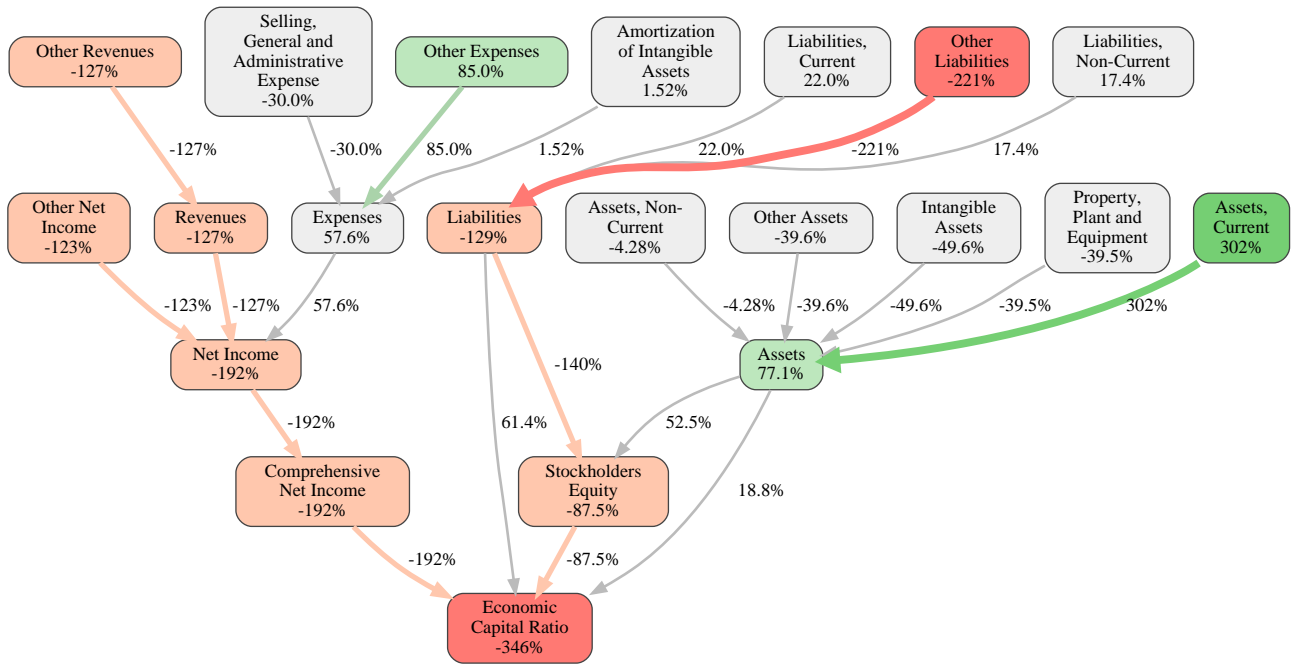 Other Revenues
-127%
Selling,
General and
Administrative
Expense
-30.0%
Other Expenses
85.0%
Amortization
of Intangible
Assets
1.52%
Liabilities,
Current
22.0%
Other
Liabilities
-221%
Liabilities,
Non-Current
17.4%
-127%
-30.0%
85.0%
1.52%
22.0%
-221%
17.4%
Other Net
Income
-123%
Revenues
-127%
Expenses
57.6%
Liabilities
-129%
Assets, Non-
Current
-4.28%
Other Assets
-39.6%
Intangible
Assets
-49.6%
Property,
Plant and
Equipment
-39.5%
Assets,
Current
302%
-123%
-127%
57.6%
-4.28%
-39.6%
-49.6%
-39.5%
302%
Net Income
-192%
-140%
Assets
77.1%
-192%
61.4%
52.5%
Comprehensive
Net Income
-192%
Stockholders
Equity
-87.5%
18.8%
-192%
-87.5%
Economic
Capital Ratio
-346%